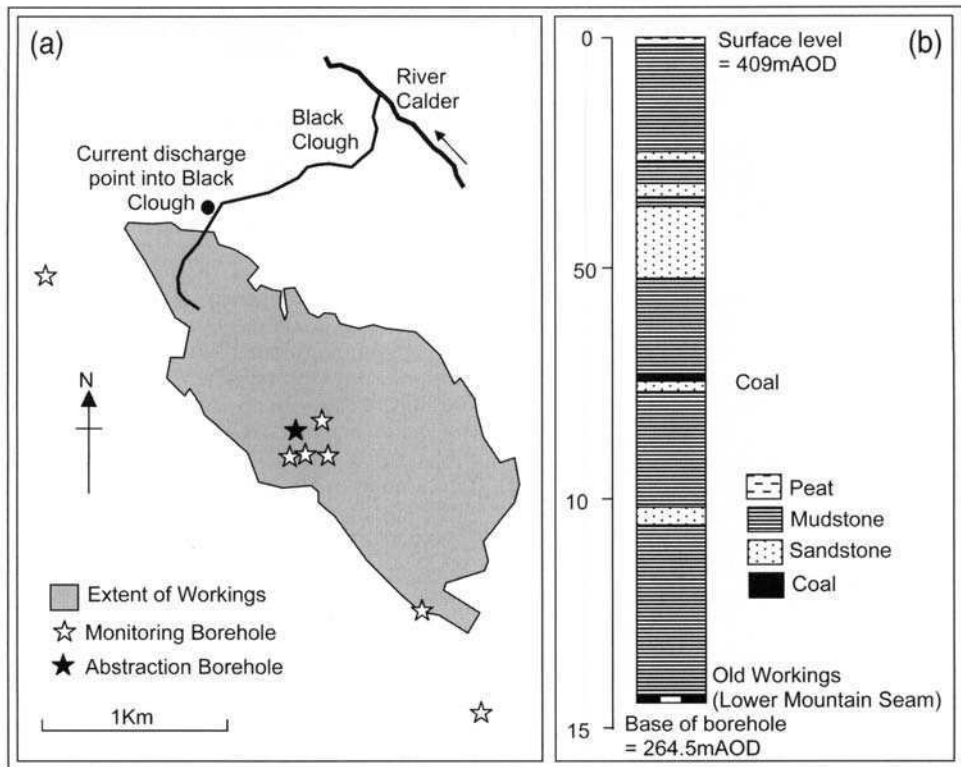 (a)
River
Calder
Black
Clough
Current discharge
point into Black
Clough
N
Extent of Workings
Monitoring Borehole
Abstraction Borehole
1Km
(b)
0
Surface level
= 409mAOD
50
Coal
10
Peat
Mudstone
Sandstone
Coal
Old Workings
(Lower Mountain Seam)
15
Base of borehole
= 264.5mAOD